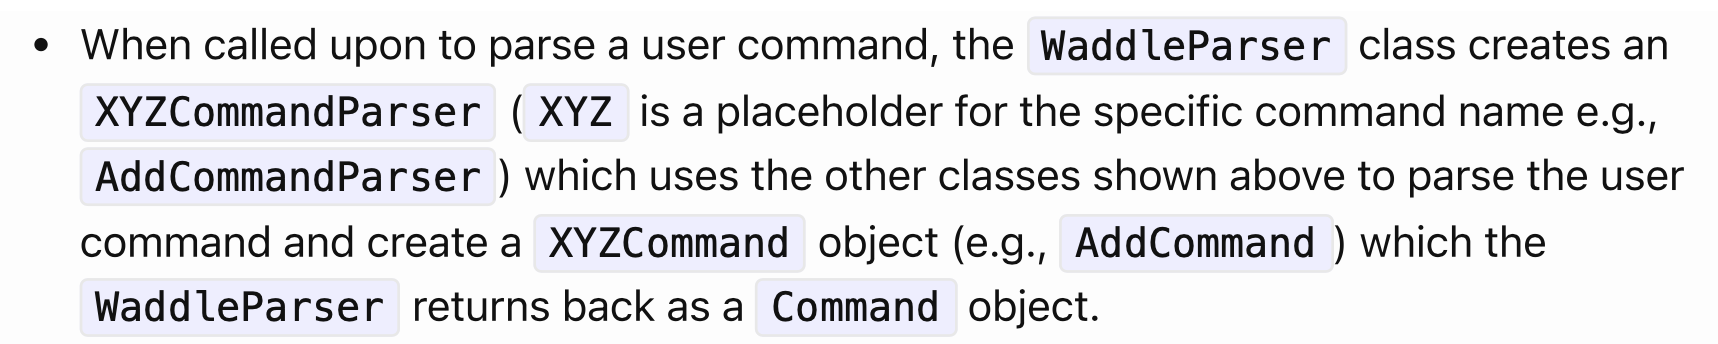 • When called upon to parse a user command, the WaddleParser class creates an
XYZCommandParser (XYZ is a placeholder for the specific command name e.g.,
AddCommandParser) which uses the other classes shown above to parse the user
command and create a XYZCommand object (e.g., AddCommand) which the
WaddleParser returns back as a Command object.